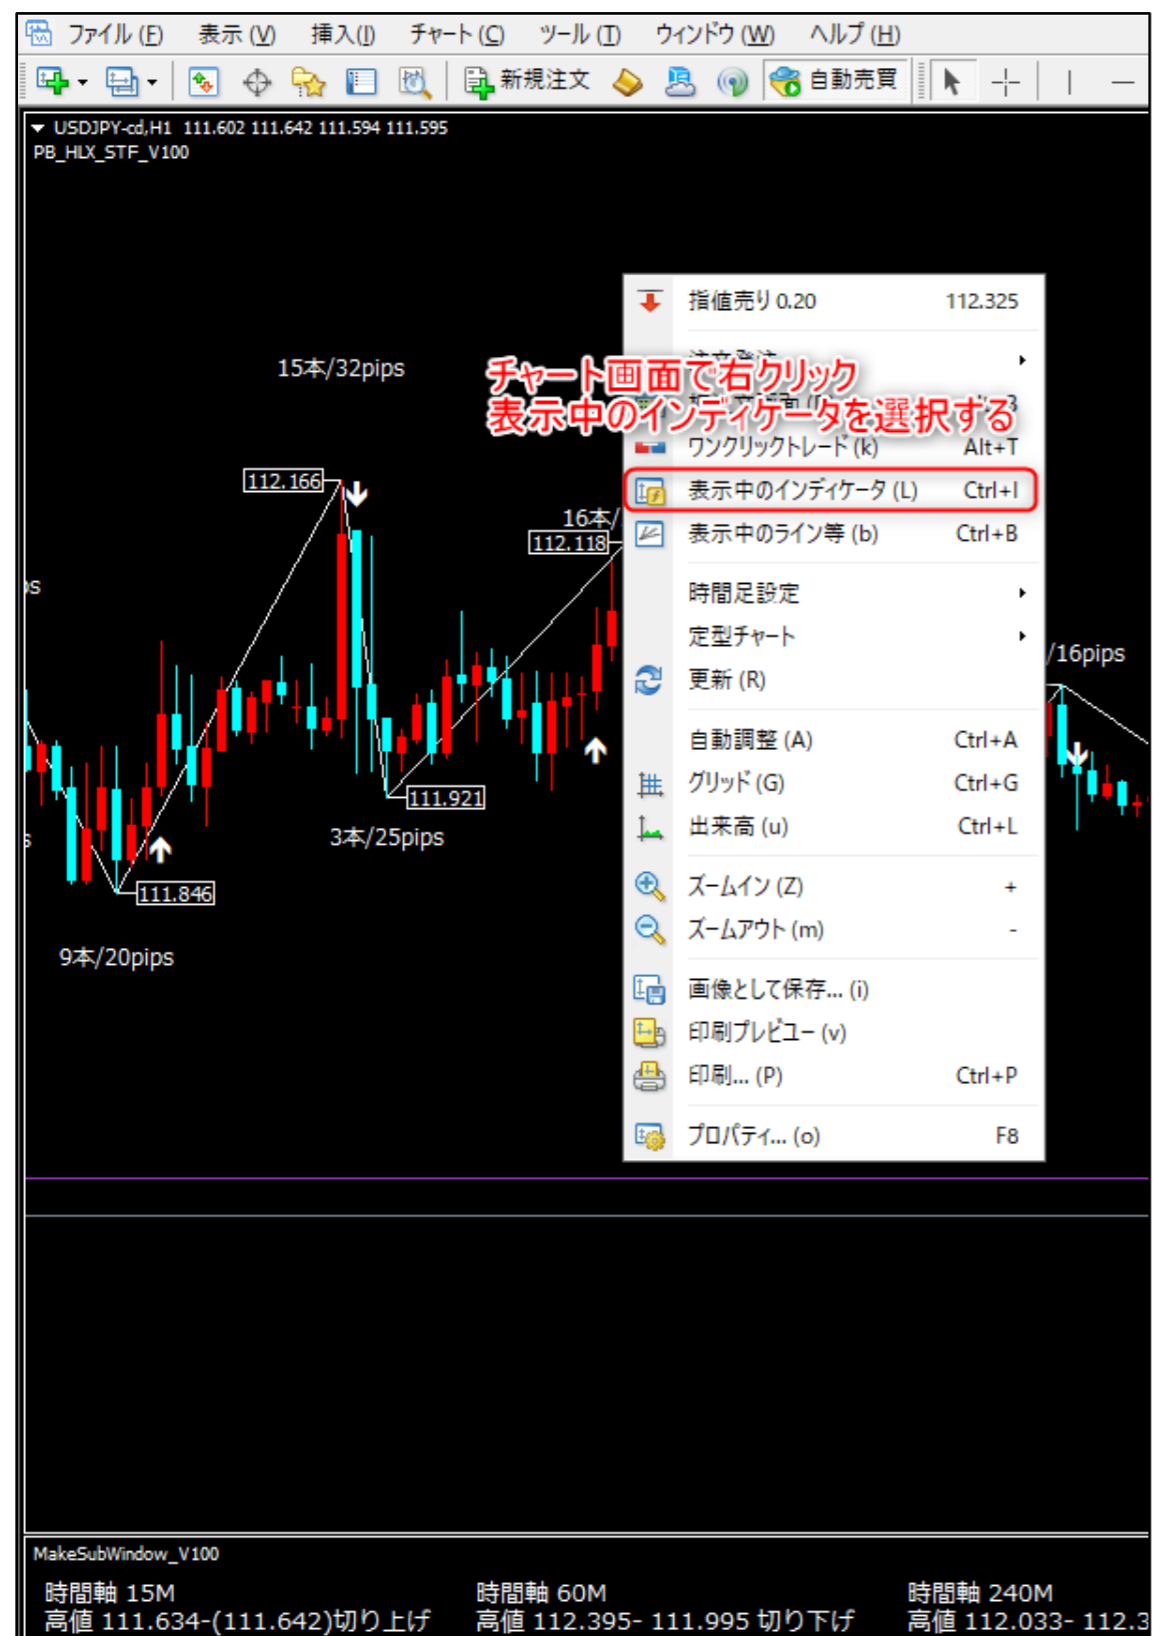 ファイル (F) 表示 (V) 挿入(I) チャート (C) ツール (T) ウィンドウ (W) ヘルプ (H)
新規注文 自動売買
USDJPY-cd,H1 111.602 111.642 111.594 111.595
PB_HLX_STF_V100
指値売り 0.20 112.325
チャート画面で右クリック
表示中のインディケータを選択する
ワンクリックトレード (k) Alt+T
表示中のインディケータ (L) Ctrl+I
表示中のライン等 (b) Ctrl+B
時間足設定
定型チャート
更新 (R)
自動調整 (A) Ctrl+A
グリッド (G) Ctrl+G
出来高 (u) Ctrl+L
ズームイン (Z) +
ズームアウト (m) -
画像として保存... (i)
印刷プレビュー (v)
印刷... (P) Ctrl+P
プロパティ... (o) F8
15本/32pips
112.166
16本/
112.118
/16pips
111.921
3本/25pips
111.846
9本/20pips
MakeSubWindow_V100
時間軸 15M 時間軸 60M 時間軸 240M
高値 111.634-(111.642)切り上げ 高値 112.395- 111.995 切り下げ 高値 112.033- 112.3